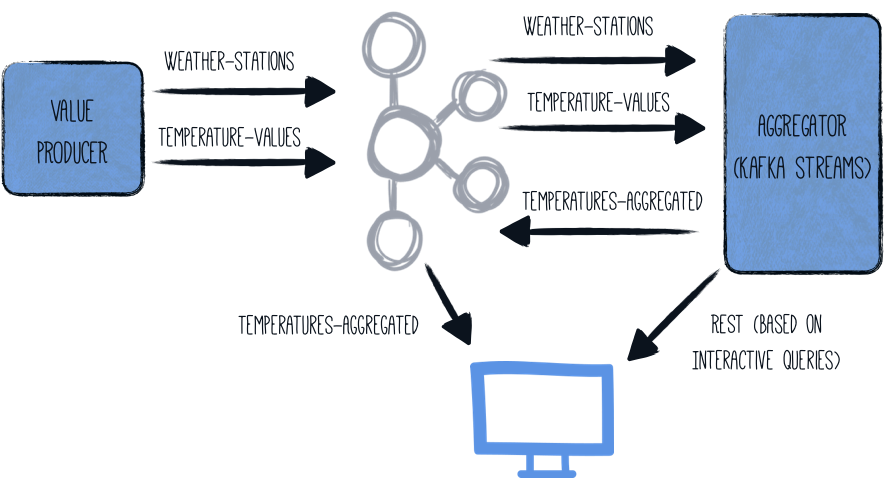 VALUE
PRODUCER
WEATHER-STATIONS
TEMPERATURE-VALUES
WEATHER-STATIONS
TEMPERATURE-VALUES
TEMPERATURES-AGGREGATED
AGGREGATOR
(KAFKA STREAMS)
TEMPERATURES-AGGREGATED
REST (BASED ON
INTERACTIVE QUERIES)